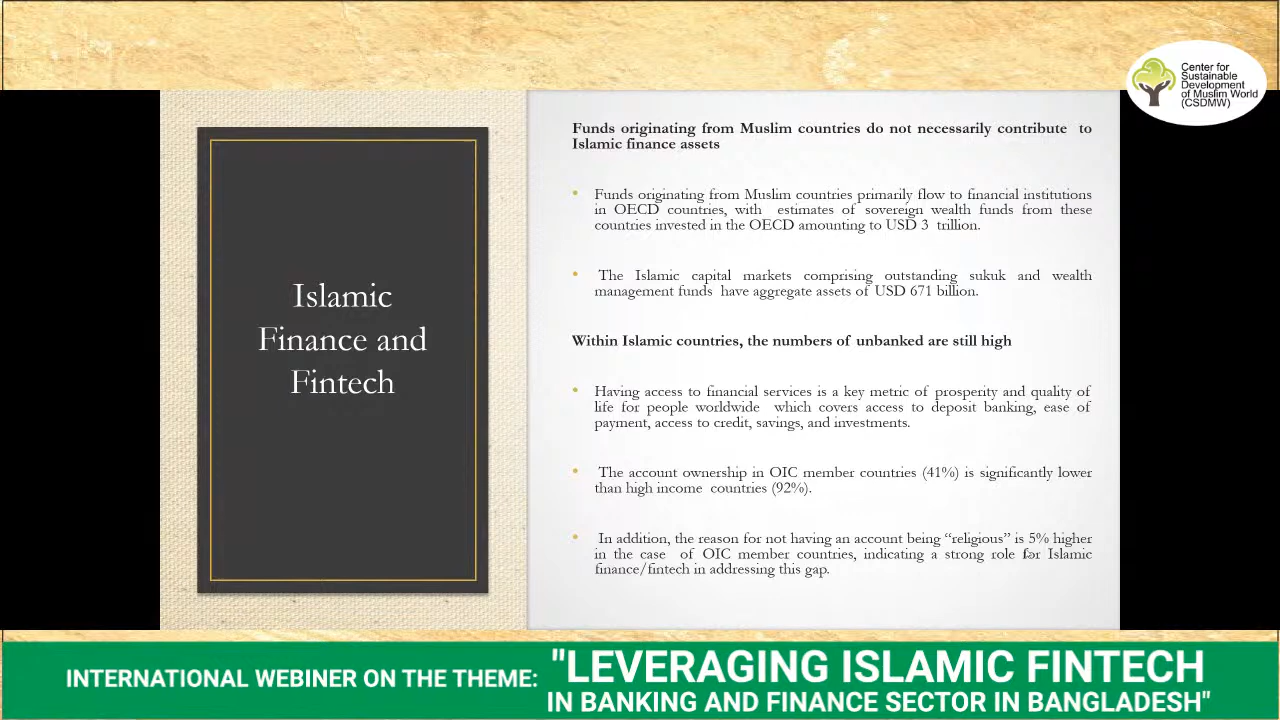 Center for
Sustainable
Development
of Muslim World
(CSDMW)
Islamic
Finance and
Fintech
Funds originating from Muslim countries do not necessarily contribute to
Islamic finance assets
• Funds originating from Muslim countries primarily flow to financial institutions
in OECD countries, with estimates of sovereign wealth funds from these
countries invested in the OECD amounting to USD 3 trillion.
• The Islamic capital markets comprising outstanding sukuk and wealth
management funds have aggregate assets of USD 671 billion.
Within Islamic countries, the numbers of unbanked are still high
• Having access to financial services is a key metric of prosperity and quality of
life for people worldwide which covers access to deposit banking, ease of
payment, access to credit, savings, and investments.
• The account ownership in OIC member countries (41%) is significantly lower
than high income countries (92%).
• In addition, the reason for not having an account being “religious” is 5% higher
in the case of OIC member countries, indicating a strong role for Islamic
finance/fintech in addressing this gap.
INTERNATIONAL WEBINER ON THE THEME: "LEVERAGING ISLAMIC FINTECH
IN BANKING AND FINANCE SECTOR IN BANGLADESH"